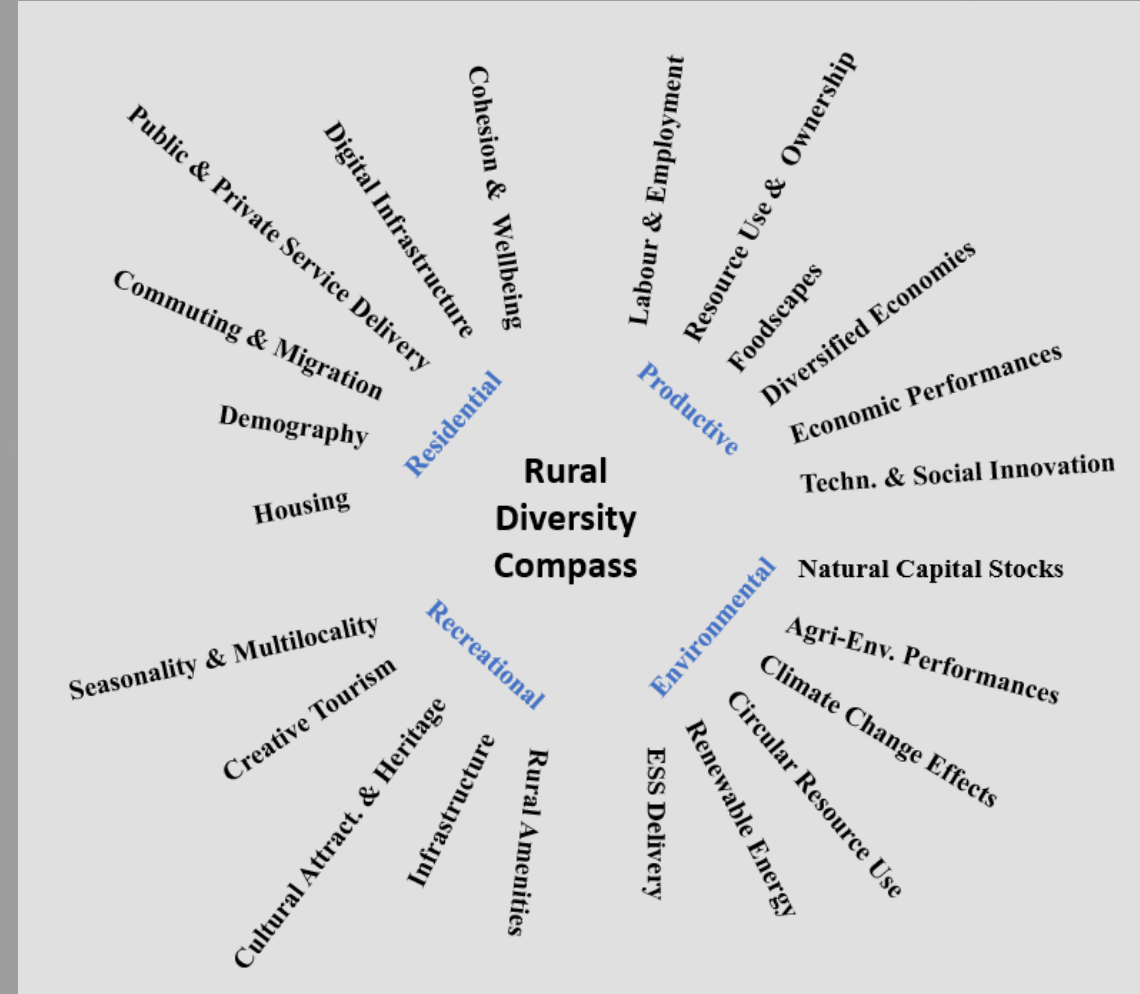 Rural
Diversity
Compass
Residential
Housing
Demography
Commuting & Migration
Public & Private Service Delivery
Digital Infrastructure
Cohesion & Wellbeing
Productive
Labour & Employment
Resource Use & Ownership
Foodscapes
Diversified Economies
Economic Performances
Techn. & Social Innovation
Environmental
Natural Capital Stocks
Agri-Env. Performances
Climate Change Effects
Circular Resource Use
Renewable Energy
ESS Delivery
Recreational
Rural Amenities
Infrastructure
Cultural Attract. & Heritage
Creative Tourism
Seasonality & Multilocality